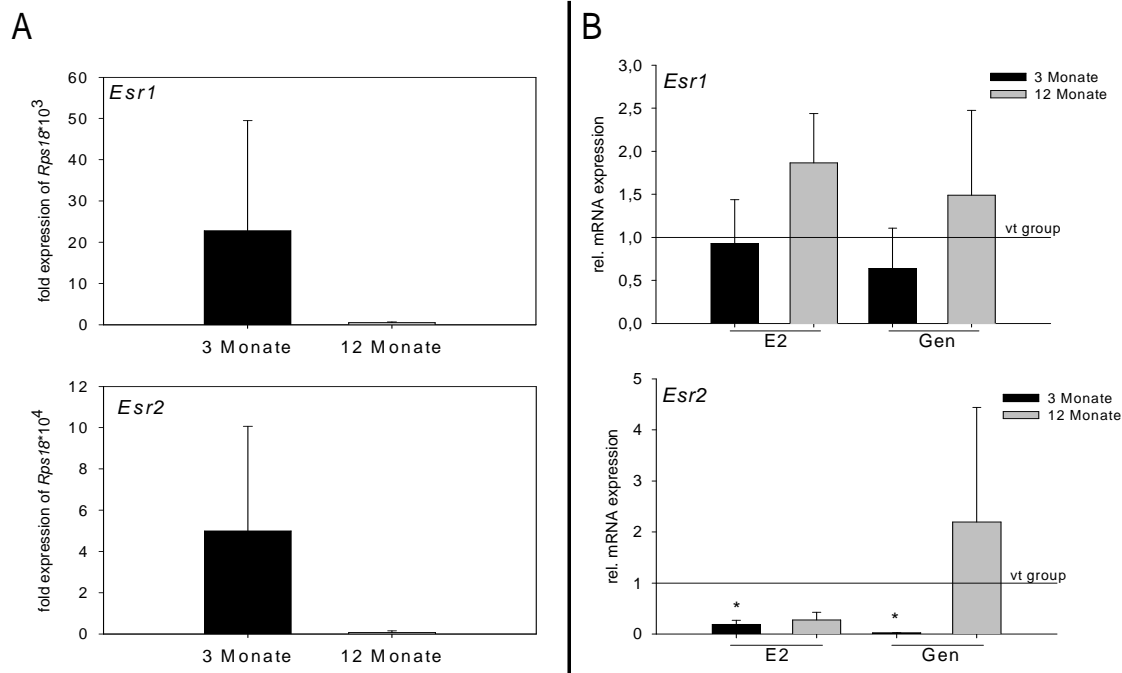 A
Esr1
fold expression of Rps18*10³
60
50
40
30
20
10
0
3 Monate
12 Monate
Esr2
fold expression of Rps18*10⁴
12
10
8
6
4
2
0
3 Monate
12 Monate
B
Esr1
3 Monate
12 Monate
rel. mRNA expression
3,0
2,5
2,0
1,5
1,0
0,5
0,0
vt group
E2
Gen
Esr2
3 Monate
12 Monate
rel. mRNA expression
5
4
3
2
1
0
vt group
*
*
E2
Gen